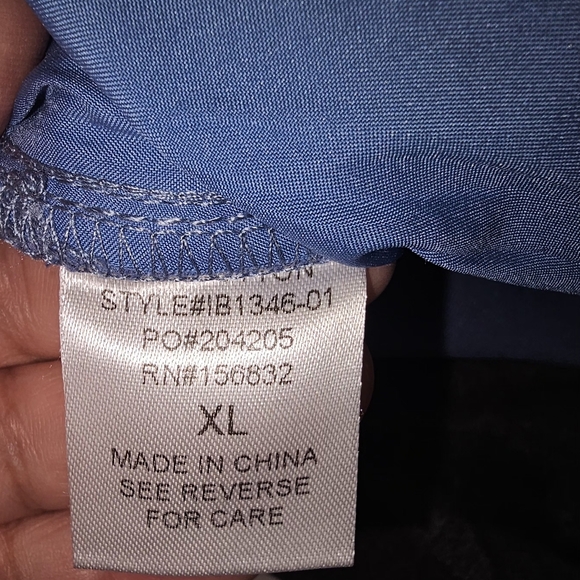 STYLE#IB1346-01
PO#204205
RN#156832
XL
MADE IN CHINA
SEE REVERSE
FOR CARE